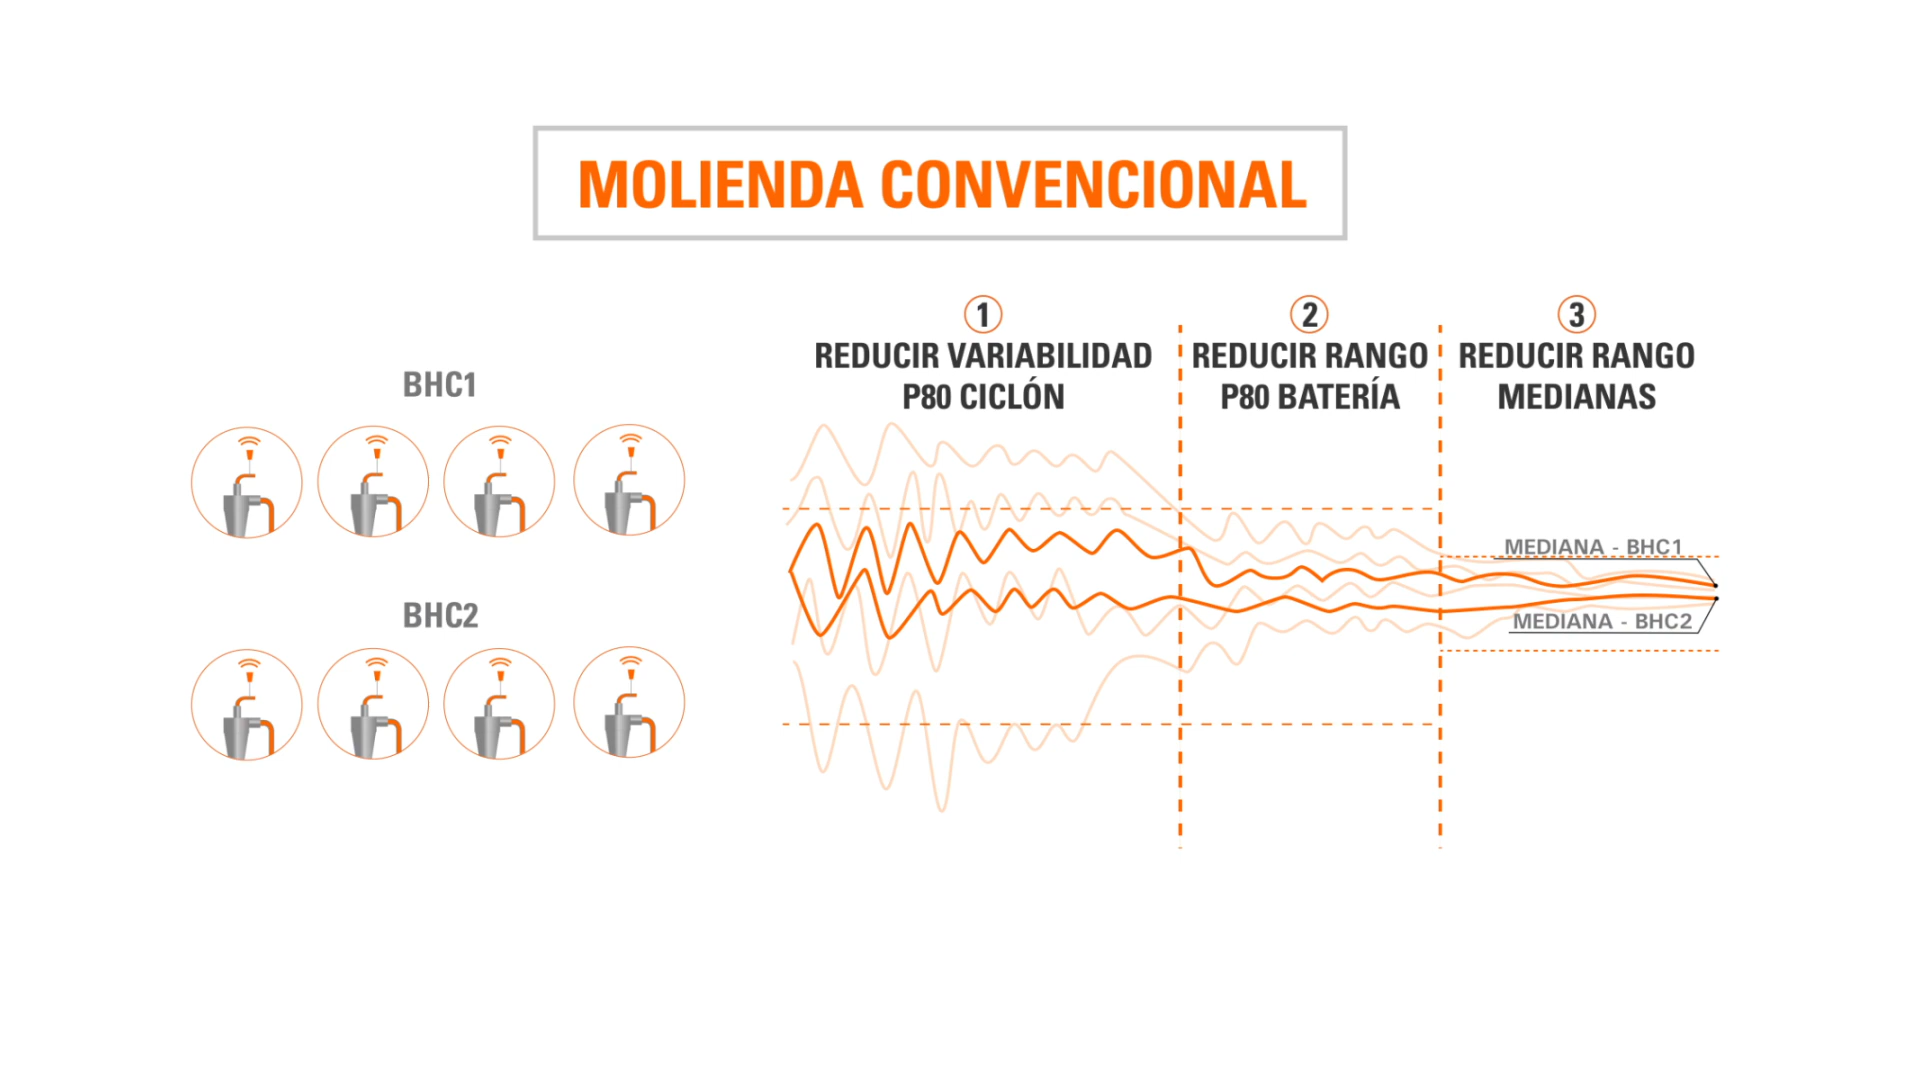 MOLIENDA CONVENCIONAL
BHC1
BHC2
1
REDUCIR VARIABILIDAD
P80 CICLÓN
2
REDUCIR RANGO
P80 BATERÍA
3
REDUCIR RANGO
MEDIANAS
MEDIANA - BHC1
MEDIANA - BHC2